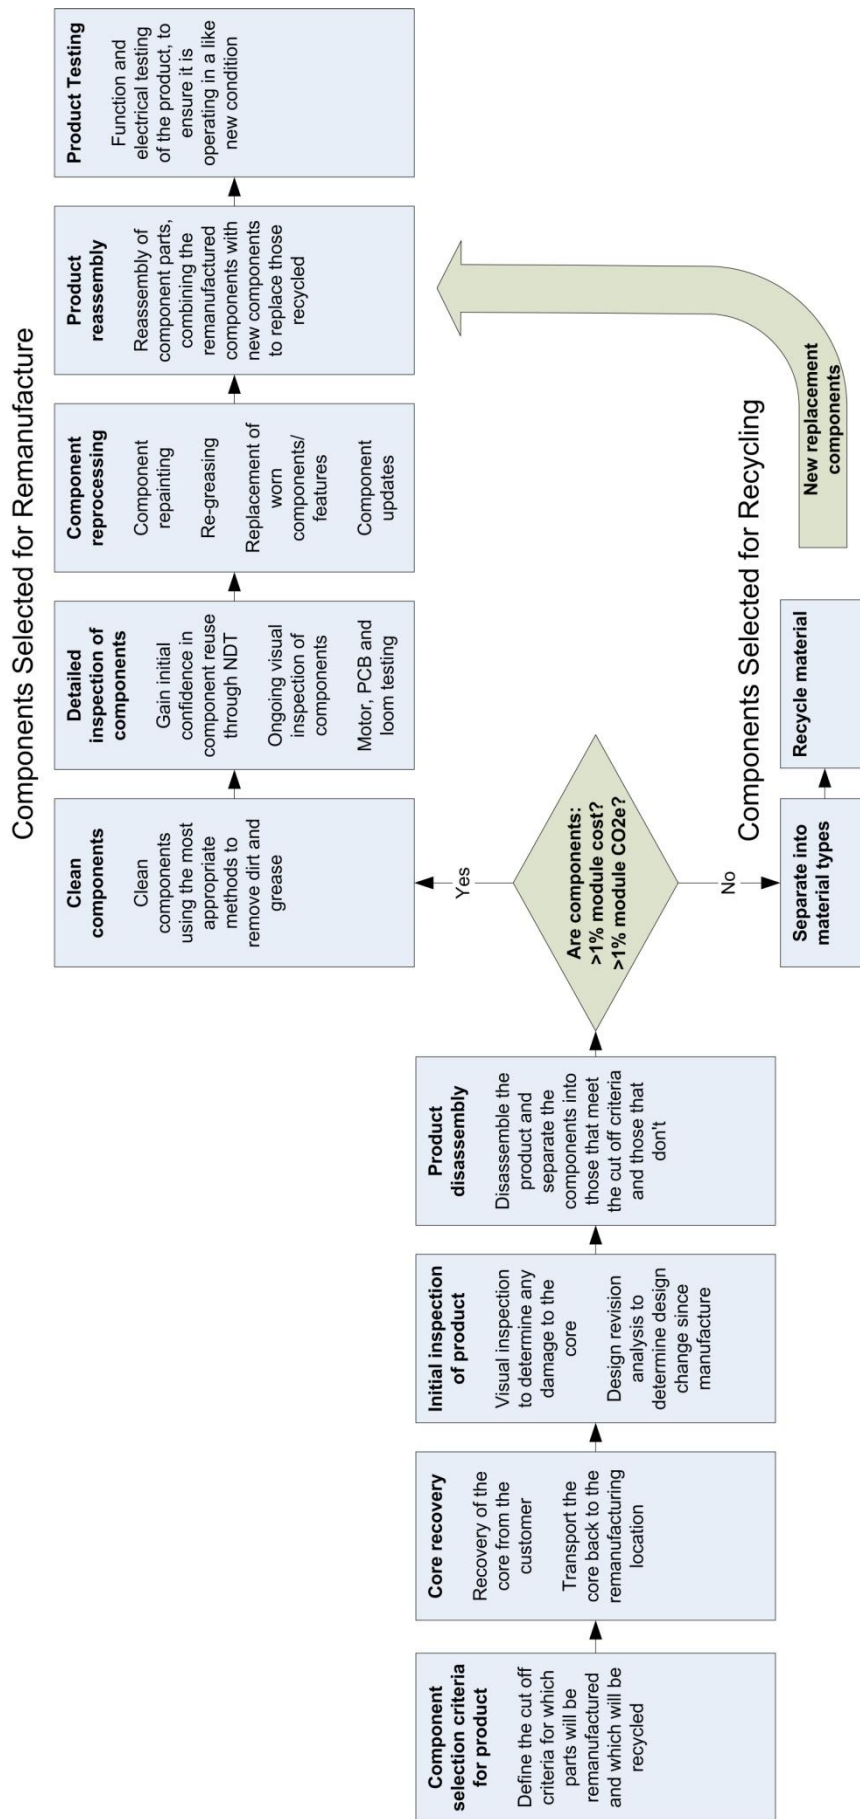 Components Selected for Remanufacture
Component
selection criteria
for product
Define the cut off
criteria for which
parts will be
remanufactured
and which will be
recycled
Core recovery
Recovery of the
core from the
customer
Transport the
core back to the
remanufacturing
location
Initial inspection
of product
Visual inspection
to determine any
damage to the
core
Design revision
analysis to
determine design
change since
manufacture
Product
disassembly
Disassemble the
product and
separate the
components into
those that meet
the cut off criteria
and those that
don't
Are components:
>1% module cost?
>1% module CO2e?
Yes
Clean
components
Clean
components
using the most
appropriate
methods to
remove dirt and
grease
Detailed
inspection of
components
Gain initial
confidence in
component reuse
through NDT
Ongoing visual
inspection of
components
Motor, PCB and
loom testing
Component
reprocessing
Component
repainting
Re-greasing
Replacement of
worn
components/
features
Component
updates
Product
reassembly
Reassembly of
component parts,
combining the
remanufactured
components with
new components
to replace those
recycled
Product Testing
Function and
electrical testing
of the product, to
ensure it is
operating in a like
new condition
No
Components Selected for Recycling
Separate into
material types
Recycle material
New replacement
components